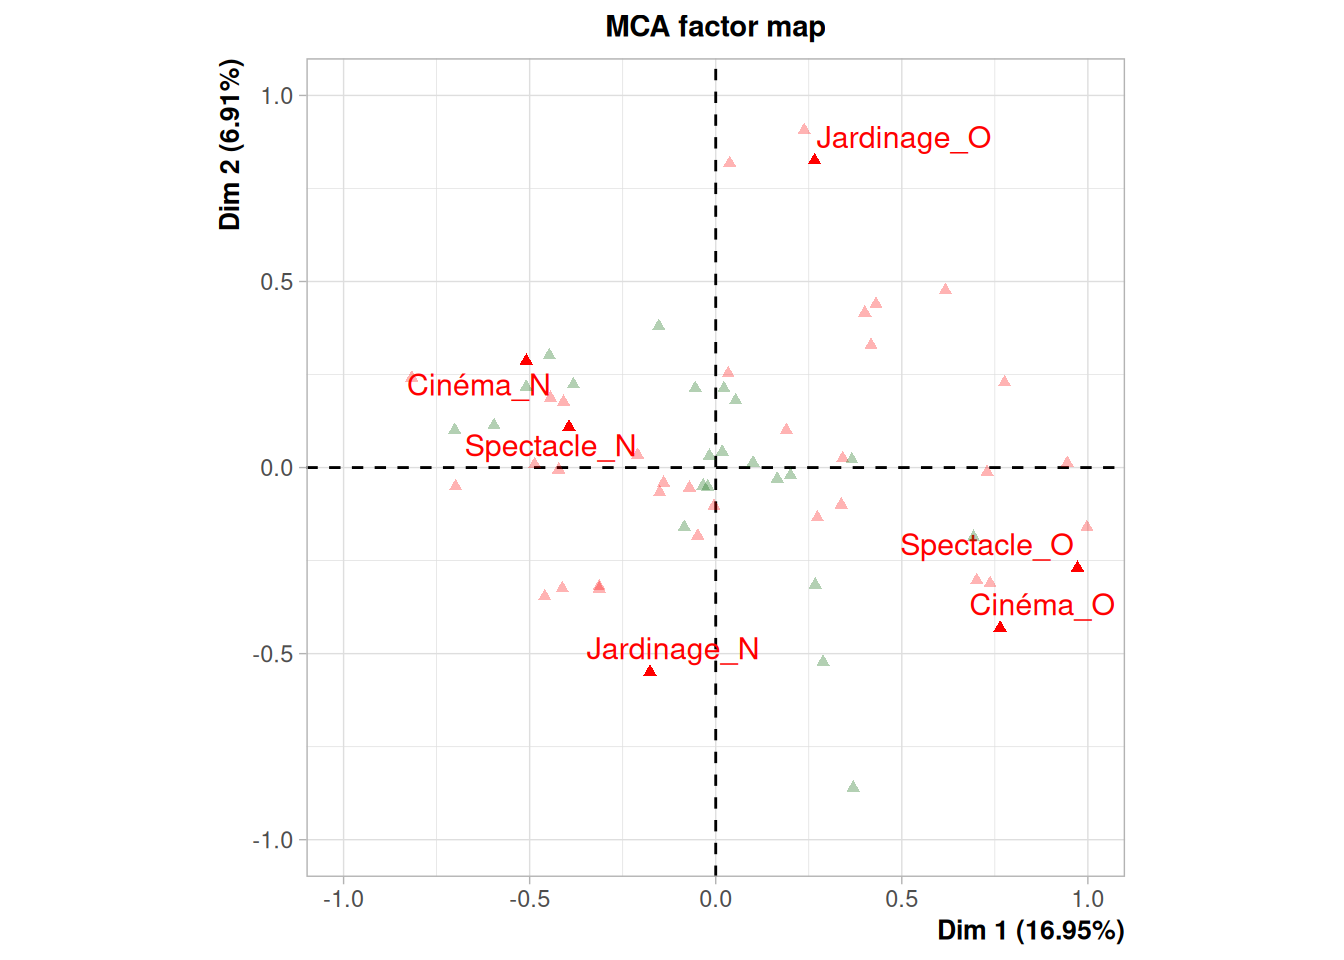 MCA factor map
Dim 2 (6.91%)
1.0
0.5
0.0
-0.5
-1.0
Jardinage_O
Cinéma_N
Spectacle_N
Spectacle_O
Cinéma_O
Jardinage_N
-1.0 -0.5 0.0 0.5 1.0
Dim 1 (16.95%)